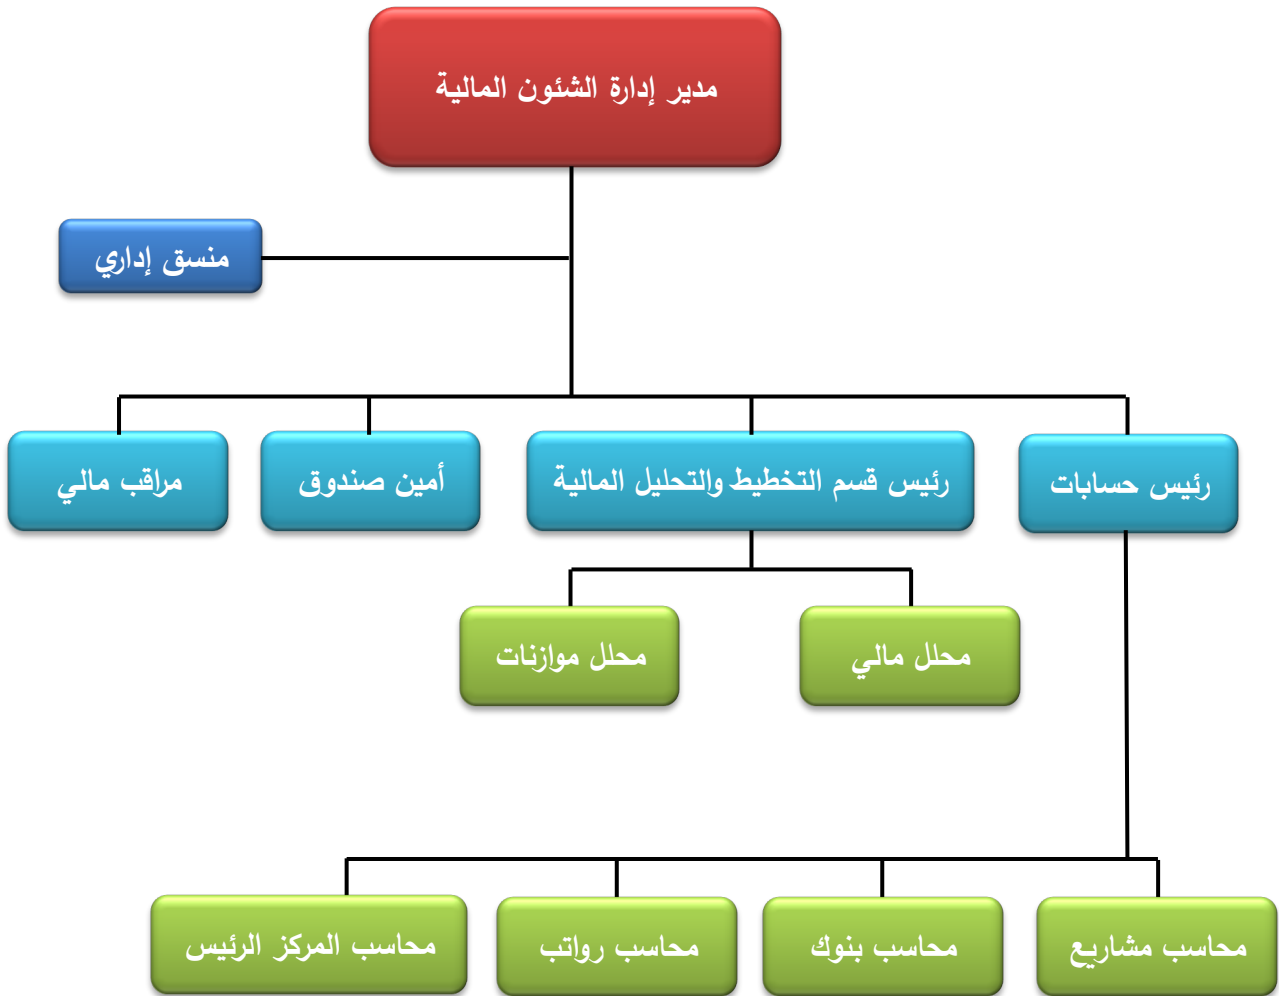 مدير إدارة الشئون المالية
منسق إداري
رئيس حسابات
رئيس قسم التخطيط والتحليل المالية
أمين صندوق
مراقب مالي
محلل مالي
محلل موازنات
محاسب مشاريع
محاسب بنوك
محاسب رواتب
محاسب المركز الرئيس